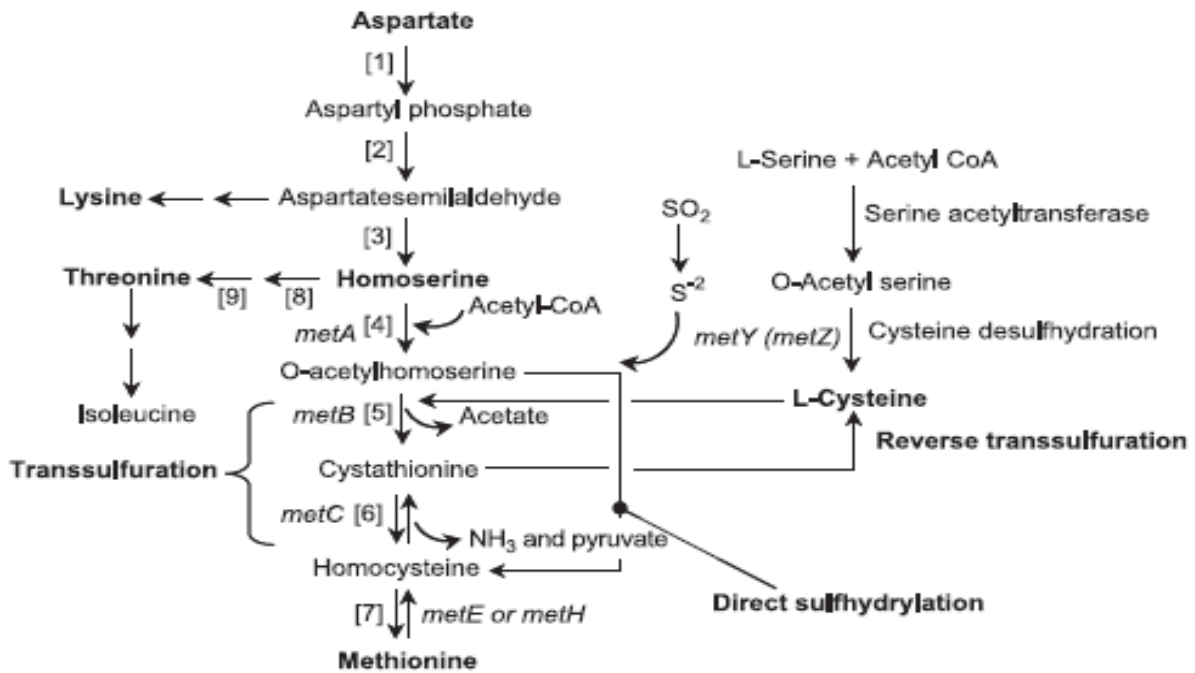 Aspartate
[1]
Aspartyl phosphate
[2]
L-Serine + Acetyl CoA
Lysine
Aspartatesemilaldehyde
SO2
Serine acetyltransferase
[3]
Threonine
Homoserine
S-2
O-Acetyl serine
[9]
[8]
Acetyl-CoA
metA [4]
metY (metZ)
Cysteine desulfhydration
O-acetylhomoserine
Isoleucine
metB [5]
Acetate
L-Cysteine
Reverse transsulfuration
Transsulfuration
Cystathionine
metC [6]
NH3 and pyruvate
Homocysteine
Direct sulfhydrylation
[7]
metE or metH
Methionine